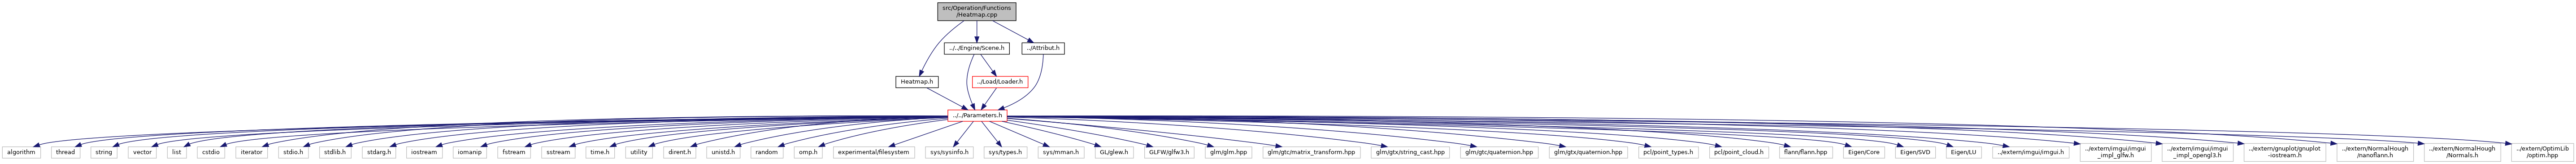 src/Operation/Functions
/Heatmap.cpp
../../Engine/Scene.h
../Attribut.h
Heatmap.h
../Load/Loader.h
../../Parameters.h
algorithm
thread
string
vector
list
cstdio
iterator
stdio.h
stdlib.h
stdarg.h
iostream
iomanip
fstream
sstream
time.h
utility
dirent.h
unistd.h
random
omp.h
experimental/filesystem
sys/sysinfo.h
sys/types.h
sys/mman.h
GL/glew.h
GLFW/glfw3.h
glm/glm.hpp
glm/gtc/matrix_transform.hpp
glm/gtx/string_cast.hpp
glm/gtc/quaternion.hpp
glm/gtx/quaternion.hpp
pcl/point_types.h
pcl/point_cloud.h
flann/flann.hpp
Eigen/Core
Eigen/SVD
Eigen/LU
../extern/imgui/imgui.h
../extern/imgui/imgui
_impl_glfw.h
../extern/imgui/imgui
_impl_opengl3.h
../extern/gnuplot/gnuplot
-iostream.h
../extern/NormalHough
/nanoflann.h
../extern/NormalHough
/Normals.h
../extern/OptimLib
/optim.hpp